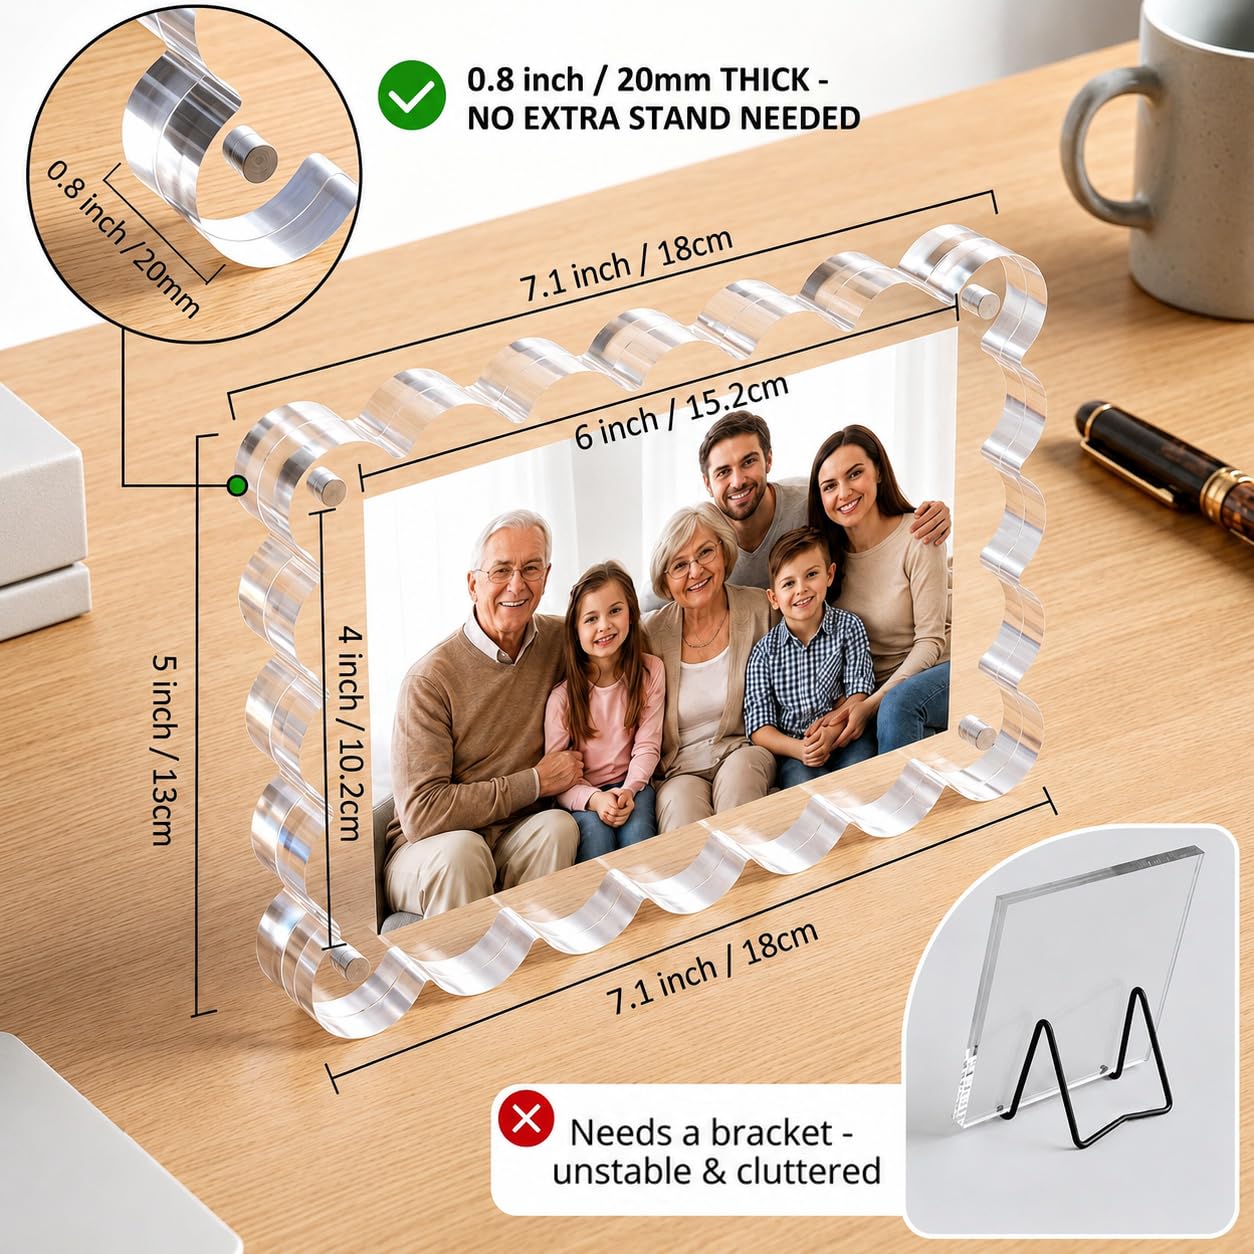 0.8 inch / 20mm THICK -
NO EXTRA STAND NEEDED
0.8 inch / 20mm
7.1 inch / 18cm
6 inch / 15.2cm
4 inch / 10.2cm
5 inch / 13cm
7.1 inch / 18cm
Needs a bracket -
unstable & cluttered